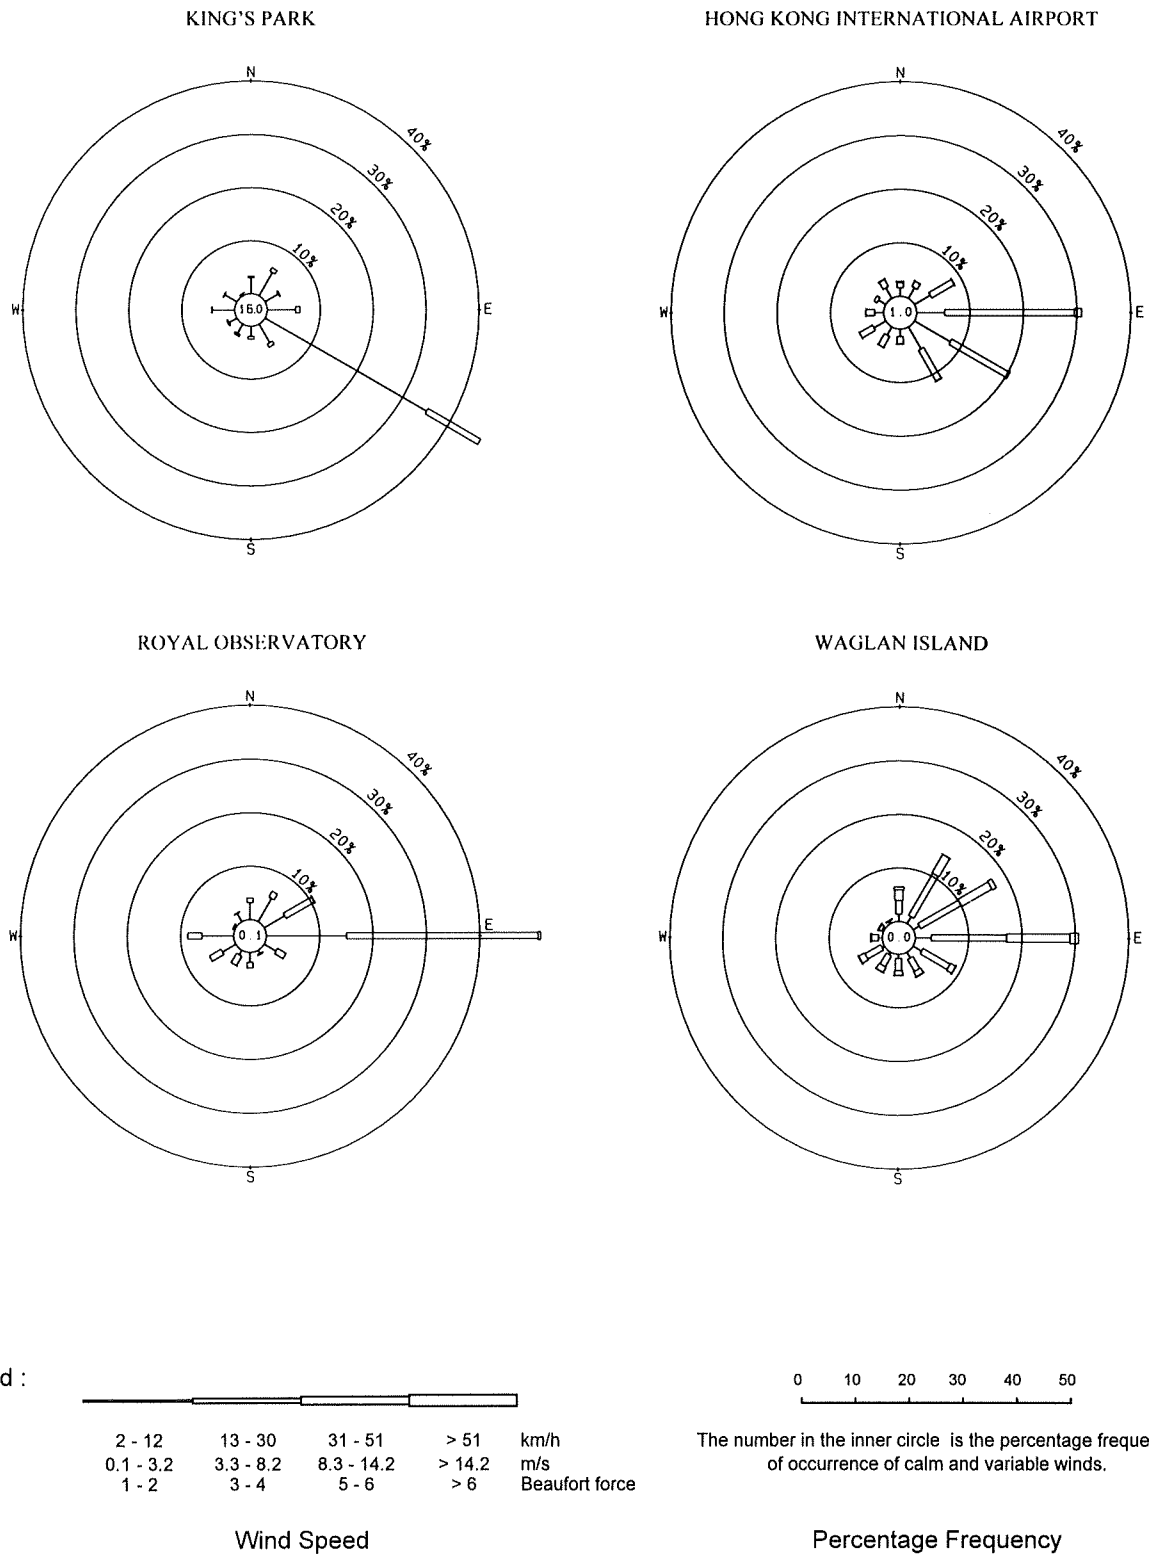 KING'S PARK
HONG KONG INTERNATIONAL AIRPORT
N
40%
30%
20%
10%
W
16.0
E
S
N
40%
30%
20%
10%
W
1.0
E
S
ROYAL OBSERVATORY
WAGLAN ISLAND
N
40%
30%
20%
10%
W
0.1
E
S
N
40%
30%
20%
10%
W
0.0
E
S
d :
0 10 20 30 40 50
2 - 12 13 - 30 31 - 51 > 51 km/h
0.1 - 3.2 3.3 - 8.2 8.3 - 14.2 > 14.2 m/s
1 - 2 3 - 4 5 - 6 > 6 Beaufort force
The number in the inner circle is the percentage freque
of occurrence of calm and variable winds.
Wind Speed
Percentage Frequency